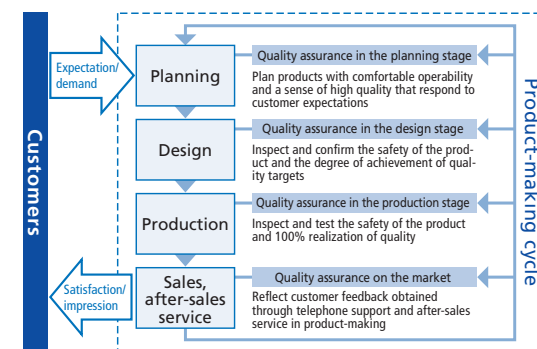 Customers
Expectation/
demand
Planning
Quality assurance in the planning stage
Plan products with comfortable operability
and a sense of high quality that respond to
customer expectations
Design
Quality assurance in the design stage
Inspect and confirm the safety of the prod-
uct and the degree of achievement of qual-
ity targets
Production
Quality assurance in the production stage
Inspect and test the safety of the product
and 100% realization of quality
Satisfaction/
impression
Sales,
after-sales
service
Quality assurance on the market
Reflect customer feedback obtained
through telephone support and after-sales
service in product-making
Product-making cycle